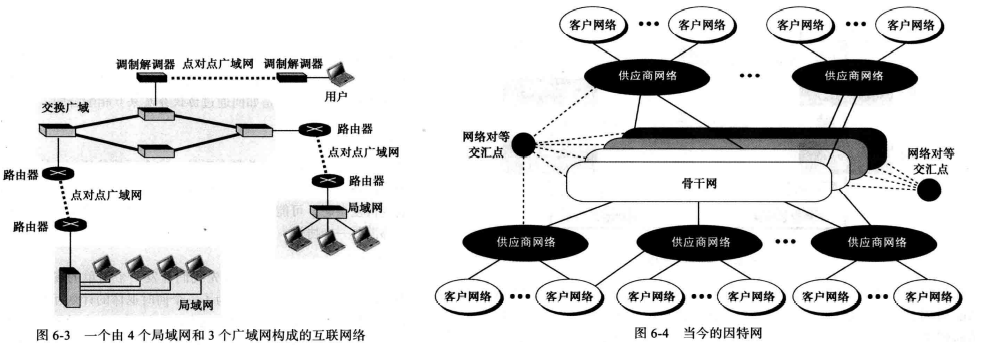 调制解调器
点对点广域网
调制解调器
用户
交换广域
路由器
点对点广域网
路由器
路由器
点对点广域网
局域网
路由器
局域网
图 6-3 一个由 4 个局域网和 3 个广域网构成的互联网络
客户网络
客户网络
客户网络
客户网络
供应商网络
供应商网络
网络对等
交汇点
网络对等
交汇点
骨干网
供应商网络
供应商网络
供应商网络
客户网络
客户网络
客户网络
客户网络
客户网络
客户网络
图 6-4 当今的因特网